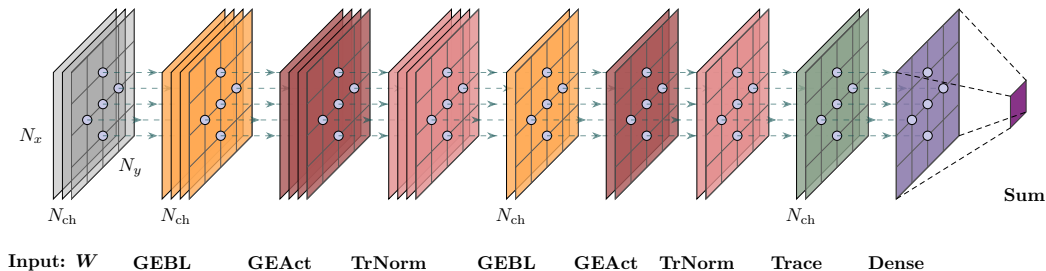 N_x
N_y
N_ch
N_ch
N_ch
N_ch
Sum
Input: W
GEBL
GEAct
TrNorm
GEBL
GEAct
TrNorm
Trace
Dense